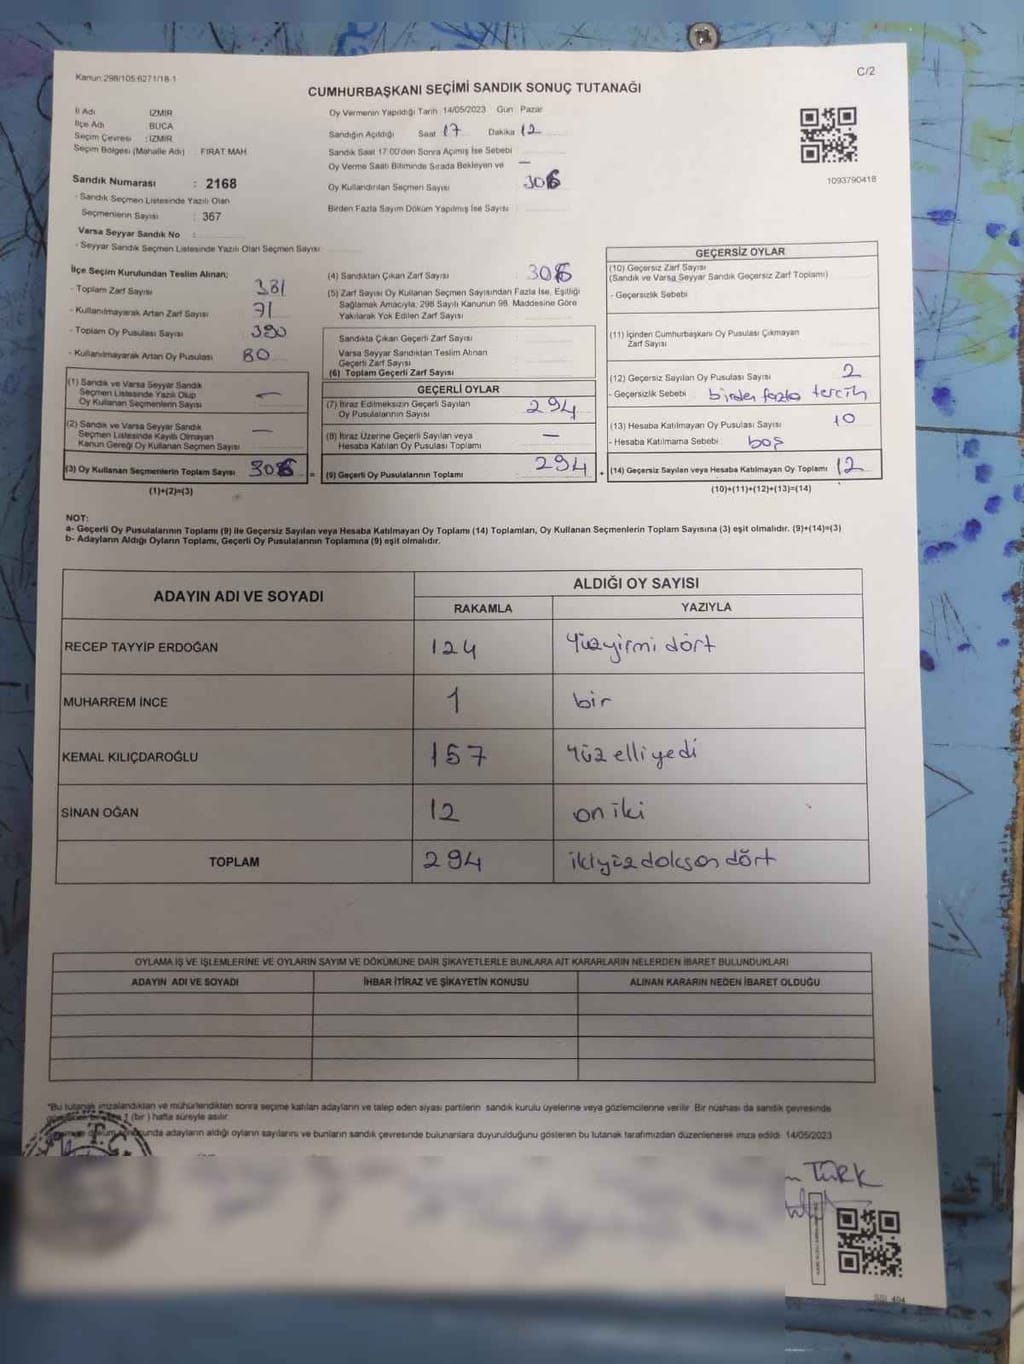 Kanun:298/105:6271/18-1
C/2
CUMHURBAŞKANI SEÇİMİ SANDIK SONUÇ TUTANAĞI
İl Adı İZMİR
İlçe Adı BUCA
Seçim Çevresi : İZMİR
Seçim Bölgesi (Mahalle Adı) FIRAT MAH.
Sandık Numarası : 2168
- Sandık Seçmen Listesinde Yazılı Olan
Seçmenlerin Sayısı : 367
Varsa Seyyar Sandık No :
- Seyyar Sandık Seçmen Listesinde Yazılı Olan Seçmen Sayısı
Oy Vermenin Yapıldığı Tarih 14/05/2023 Gün Pazar
Sandığın Açıldığı Saat 17 Dakika 12
Sandık Saat 17:00'den Sonra Açılmış İse Sebebi
Oy Verme Saati Bitiminde Sırada Bekleyen ve —
Oy Kullandırılan Seçmen Sayısı 306
Birden Fazla Sayım Döküm Yapılmış İse Sayısı
1093790418
İlçe Seçim Kurulundan Teslim Alınan;
- Toplam Zarf Sayısı 381
- Kullanılmayarak Artan Zarf Sayısı 71
- Toplam Oy Pusulası Sayısı 390
- Kullanılmayarak Artan Oy Pusulası 80
(1) Sandık ve Varsa Seyyar Sandık
Seçmen Listesinde Yazılı Olup
Oy Kullanan Seçmenlerin Sayısı —
(2) Sandık ve Varsa Seyyar Sandık
Seçmen Listesinde Kayıtlı Olmayan
Kanun Gereği Oy Kullanan Seçmen Sayısı —
(3) Oy Kullanan Seçmenlerin Toplam Sayısı 306 =
(1)+(2)=(3)
(4) Sandıktan Çıkan Zarf Sayısı 306
(5) Zarf Sayısı Oy Kullanan Seçmen Sayısından Fazla İse, Eşitliği
Sağlamak Amacıyla; 298 Sayılı Kanunun 98. Maddesine Göre
Yakılarak Yok Edilen Zarf Sayısı
Sandıkta Çıkan Geçerli Zarf Sayısı
Varsa Seyyar Sandıktan Teslim Alınan
Geçerli Zarf Sayısı
(6) Toplam Geçerli Zarf Sayısı
GEÇERLİ OYLAR
(7) İtiraz Edilmeksizin Geçerli Sayılan
Oy Pusulalarının Sayısı 294
(8) İtiraz Üzerine Geçerli Sayılan veya
Hesaba Katılan Oy Pusulası Toplamı —
(9) Geçerli Oy Pusulalarının Toplamı 294 +
GEÇERSİZ OYLAR
(10) Geçersiz Zarf Sayısı
(Sandık ve Varsa Seyyar Sandık Geçersiz Zarf Toplamı)
- Geçersizlik Sebebi
(11) İçinden Cumhurbaşkanı Oy Pusulası Çıkmayan
Zarf Sayısı
(12) Geçersiz Sayılan Oy Pusulası Sayısı 2
- Geçersizlik Sebebi birden fazla tercih
(13) Hesaba Katılmayan Oy Pusulası Sayısı 10
- Hesaba Katılmama Sebebi boş
(14) Geçersiz Sayılan veya Hesaba Katılmayan Oy Toplamı 12
(10)+(11)+(12)+(13)=(14)
NOT:
a- Geçerli Oy Pusulalarının Toplamı (9) ile Geçersiz Sayılan veya Hesaba Katılmayan Oy Toplamı (14) Toplamları, Oy Kullanan Seçmenlerin Toplam Sayısına (3) eşit olmalıdır. (9)+(14)=(3)
b- Adayların Aldığı Oyların Toplamı, Geçerli Oy Pusulalarının Toplamına (9) eşit olmalıdır.
ADAYIN ADI VE SOYADI
ALDIĞI OY SAYISI
RAKAMLA YAZIYLA
RECEP TAYYİP ERDOĞAN 124 Yüzyirmi dört
MUHARREM İNCE 1 bir
KEMAL KILIÇDAROĞLU 157 Yüz elli yedi
SİNAN OĞAN 12 on iki
TOPLAM 294 ikiyüzdoksan dört
OYLAMA İŞ VE İŞLEMLERİNE VE OYLARIN SAYIM VE DÖKÜMÜNE DAİR ŞİKAYETLERLE BUNLARA AİT KARARLARIN NELERDEN İBARET BULUNDUKLARI
ADAYIN ADI VE SOYADI İHBAR İTİRAZ VE ŞİKAYETİN KONUSU ALINAN KARARIN NEDEN İBARET OLDUĞU
"Bu tutanak imzalandıktan ve mühürlendikten sonra seçime katılan adayların ve talep eden siyasi partilerin sandık kurulu üyelerine veya gözlemcilerine verilir. Bir nüshası da sandık çevresinde
1 (bir) hafta süreyle asılır.
adayların aldığı oyların sayılarını ve bunların sandık çevresinde bulunanlara duyurulduğunu gösteren bu tutanak tarafımızdan düzenlenerek imza edildi. 14/05/2023
T.C.
TÜRK